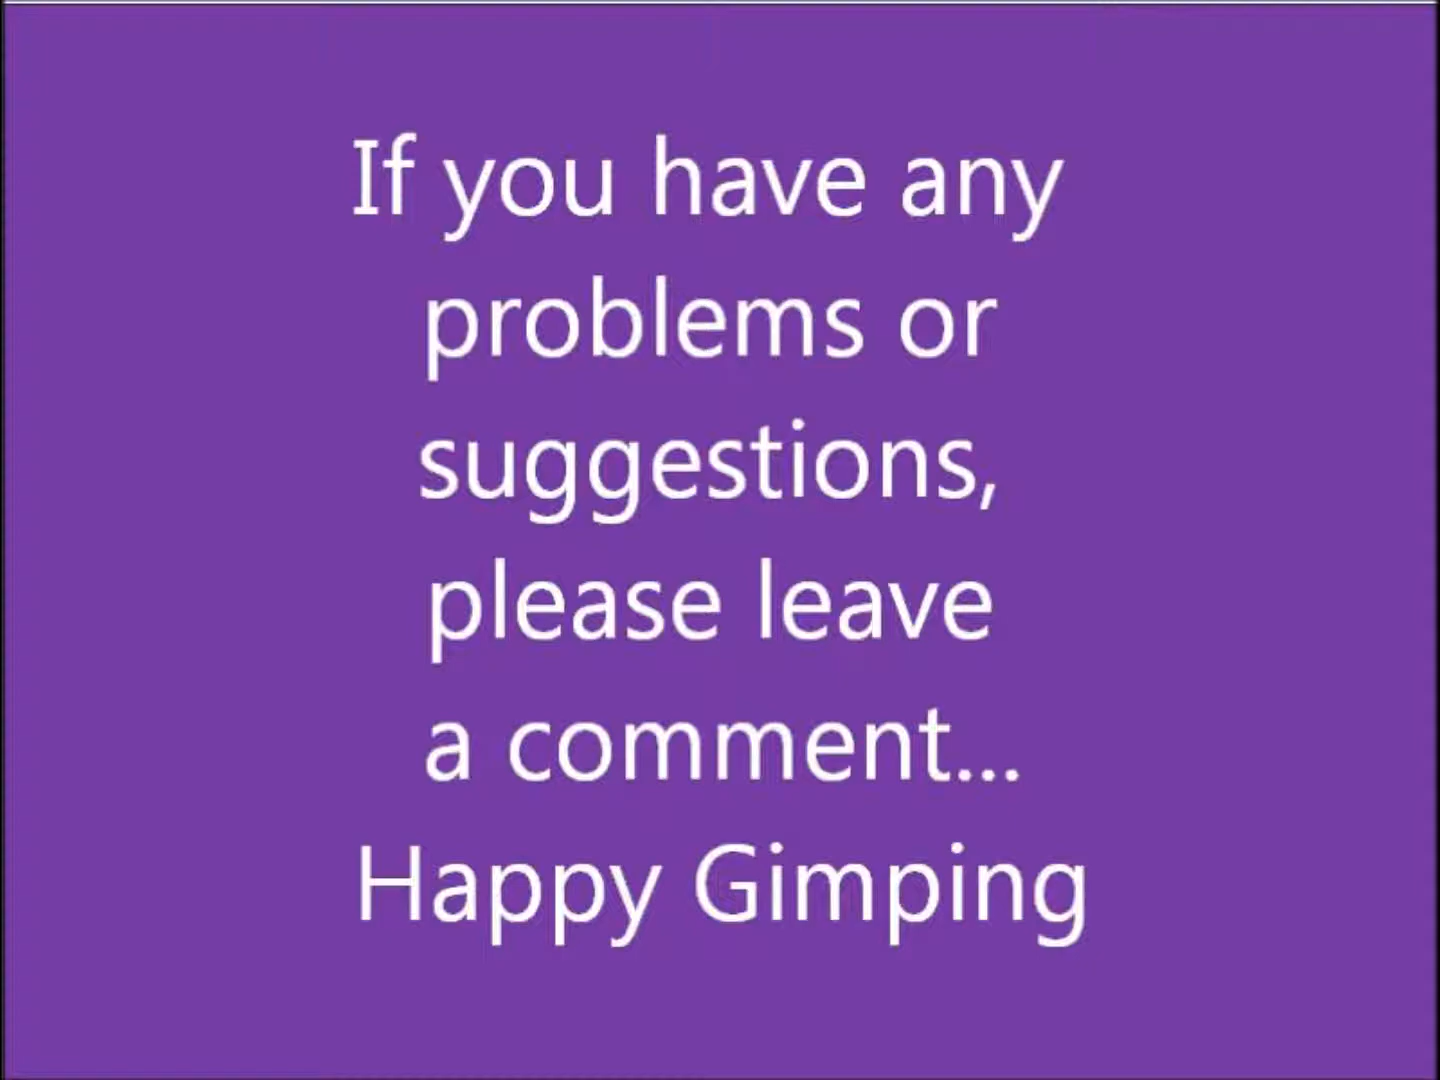 If you have any
problems or
suggestions,
please leave
a comment...
Happy Gimping